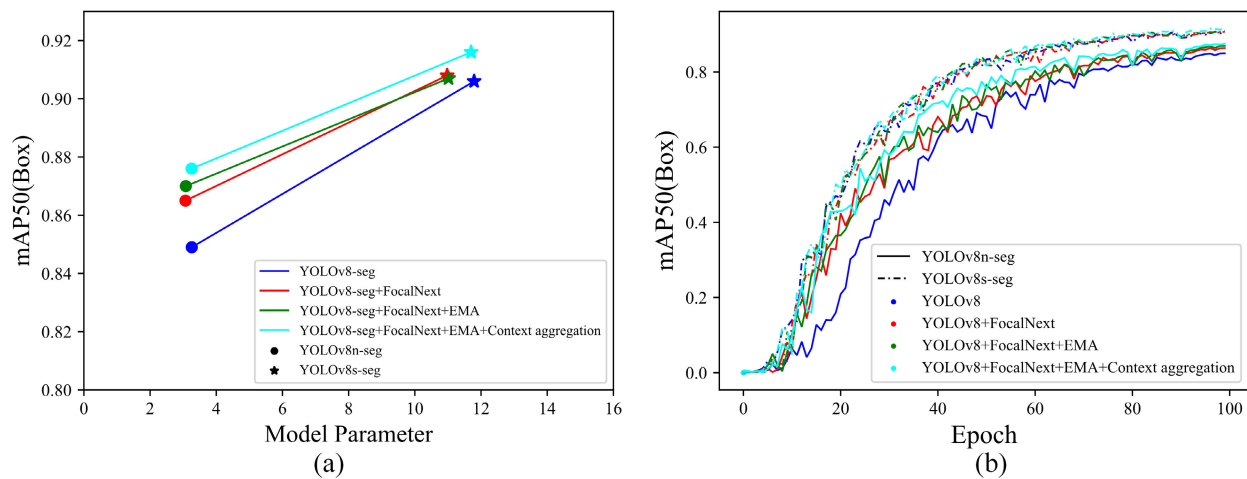 0.92
0.90
0.88
0.86
0.84
0.82
0.80
mAP50(Box)
YOLOv8-seg
YOLOv8-seg+FocalNext
YOLOv8-seg+FocalNext+EMA
YOLOv8-seg+FocalNext+EMA+Context aggregation
YOLOv8n-seg
YOLOv8s-seg
0 2 4 6 8 10 12 14 16
Model Parameter
(a)
0.8
0.6
0.4
0.2
0.0
mAP50(Box)
YOLOv8n-seg
YOLOv8s-seg
YOLOv8
YOLOv8+FocalNext
YOLOv8+FocalNext+EMA
YOLOv8+FocalNext+EMA+Context aggregation
0 20 40 60 80 100
Epoch
(b)